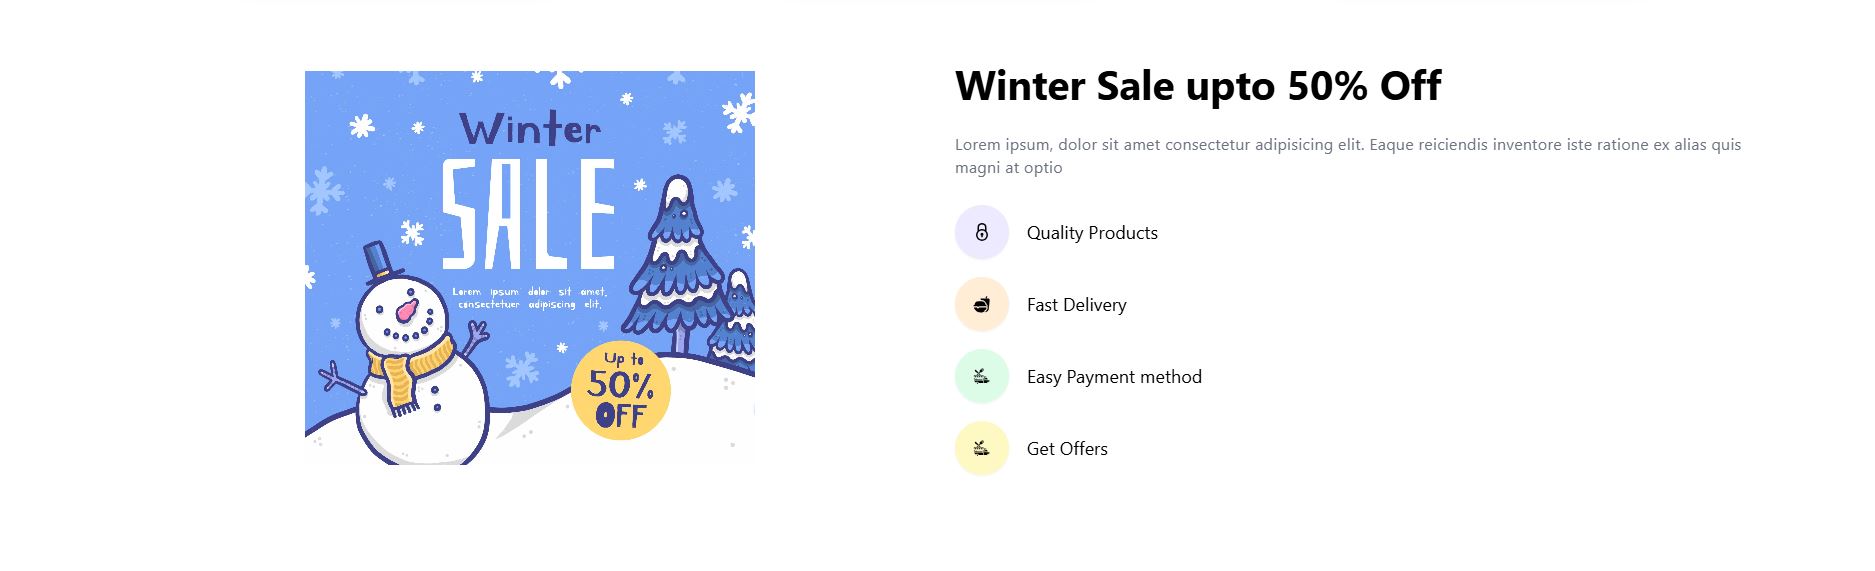 Winter
SALE
Lorem ipsum dolor sit amet,
consectetuer adipiscing elit.
Up to
50%
OFF
Winter Sale upto 50% Off
Lorem ipsum, dolor sit amet consectetur adipisicing elit. Eaque reiciendis inventore iste ratione ex alias quis
magni at optio
Quality Products
Fast Delivery
Easy Payment method
Get Offers